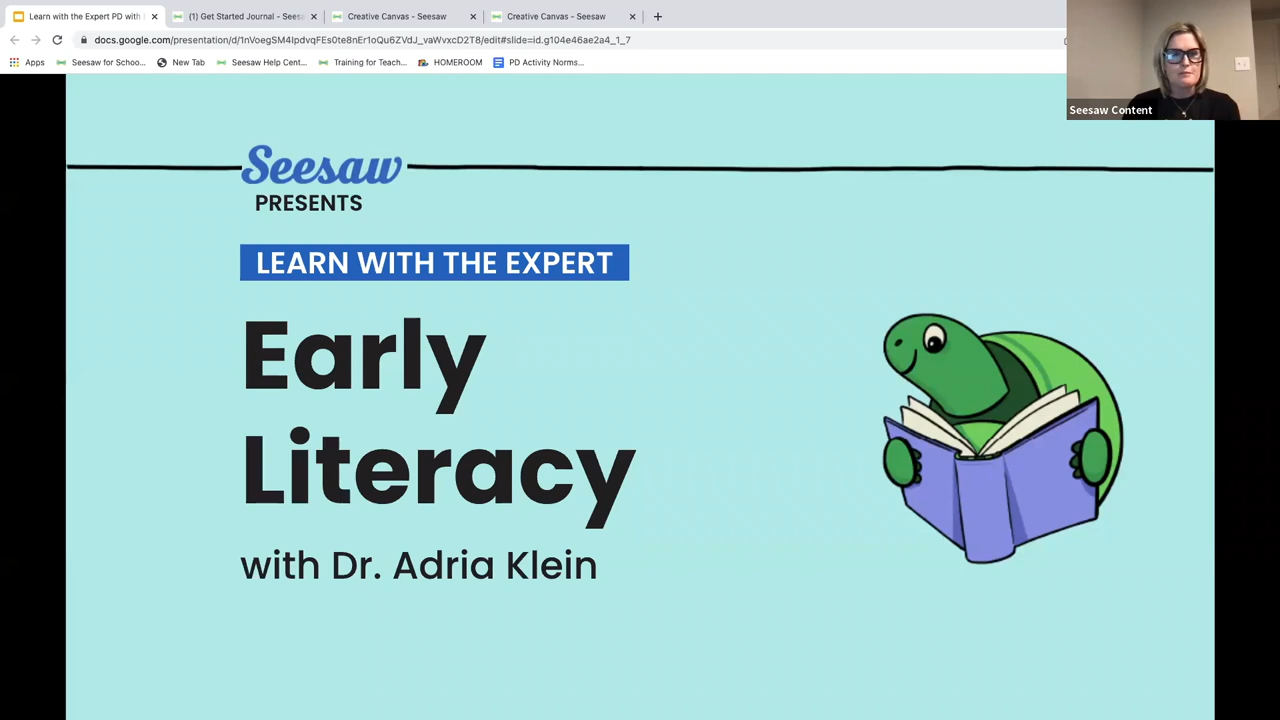 Learn with the Expert PD with
(1) Get Started Journal - Sees
Creative Canvas - Seesaw
Creative Canvas - Seesaw
docs.google.com/presentation/d/1nVoegSM4IpdvqFEs0te8nEr1oQu6ZVdJ_vaWvxcD2T8/edit#slide=id.g104e46ae2a4_1_7
Apps
Seesaw for Schoo...
New Tab
Seesaw Help Cent...
Training for Teach...
HOMEROOM
PD Activity Norms...
Seesaw Content
Seesaw
PRESENTS
LEARN WITH THE EXPERT
Early
Literacy
with Dr. Adria Klein